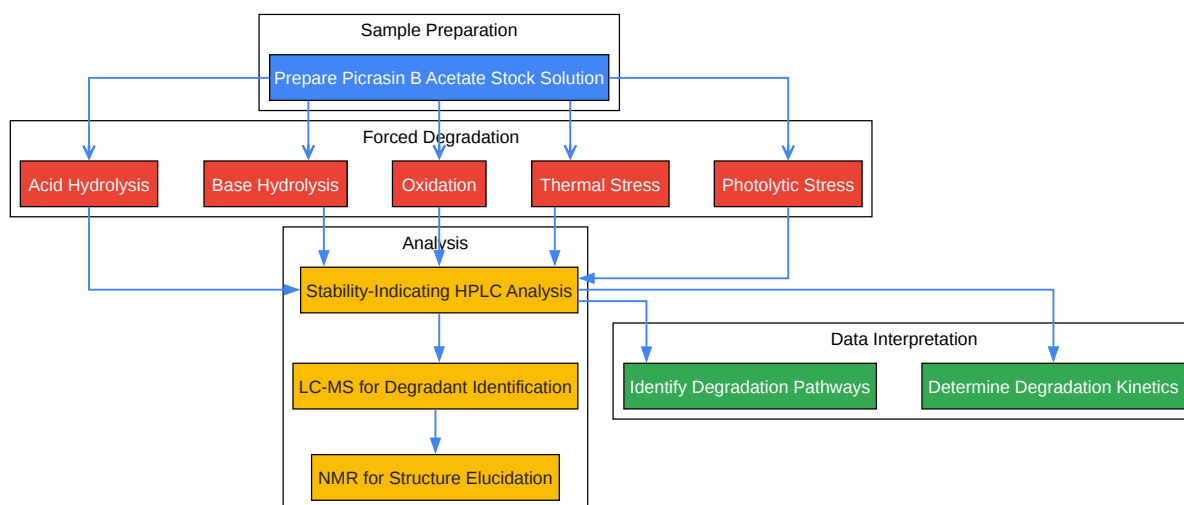 Sample Preparation
Prepare Picrasin B Acetate Stock Solution
Forced Degradation
Acid Hydrolysis
Base Hydrolysis
Oxidation
Thermal Stress
Photolytic Stress
Analysis
Stability-Indicating HPLC Analysis
LC-MS for Degradant Identification
NMR for Structure Elucidation
Data Interpretation
Identify Degradation Pathways
Determine Degradation Kinetics